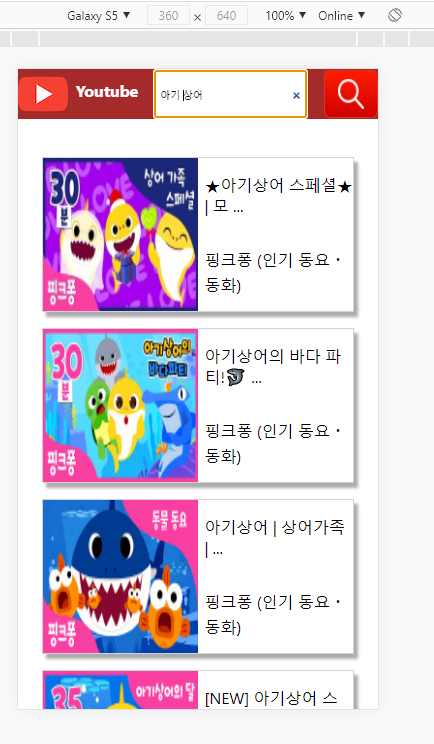 Galaxy S5 ▼ 360 × 640 100% ▼ Online ▼
Youtube 아기 상어 ×
30
분
상어 가족
스페셜
핑크퐁
★아기상어 스페셜★
| 모 ...
핑크퐁 (인기 동요・
동화)
30
분
아기상어의
바다 파티
핑크퐁
아기상어의 바다 파
티!🦈 ...
핑크퐁 (인기 동요・
동화)
동물 동요
핑크퐁
아기상어 | 상어가족
| ...
핑크퐁 (인기 동요・
동화)
35
아기상어의 달
[NEW] 아기상어 스